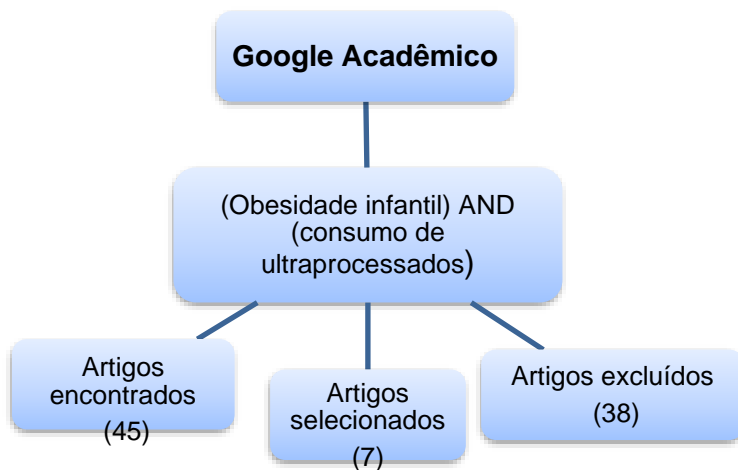 Google Acadêmico
(Obesidade infantil) AND
(consumo de
ultraprocessados)
Artigos
encontrados
(45)
Artigos
selecionados
(7)
Artigos excluídos
(38)